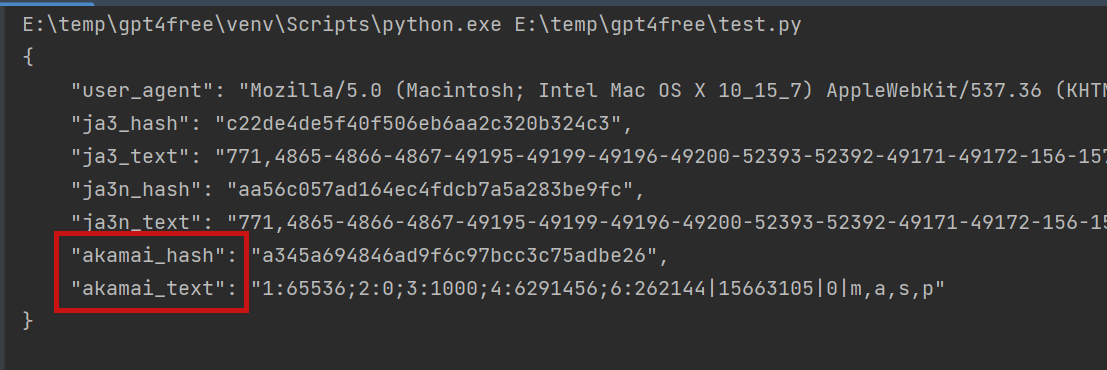 E:\temp\gpt4free\venv\Scripts\python.exe E:\temp\gpt4free\test.py
{
"user_agent": "Mozilla/5.0 (Macintosh; Intel Mac OS X 10_15_7) AppleWebKit/537.36 (KHTM
"ja3_hash": "c22de4de5f40f506eb6aa2c320b324c3",
"ja3_text": "771,4865-4866-4867-49195-49199-49196-49200-52393-52392-49171-49172-156-157
"ja3n_hash": "aa56c057ad164ec4fdcb7a5a283be9fc",
"ja3n_text": "771,4865-4866-4867-49195-49199-49196-49200-52393-52392-49171-49172-156-15
"akamai_hash": "a345a694846ad9f6c97bcc3c75adbe26",
"akamai_text": "1:65536;2:0;3:1000;4:6291456;6:262144|15663105|0|m,a,s,p"
}